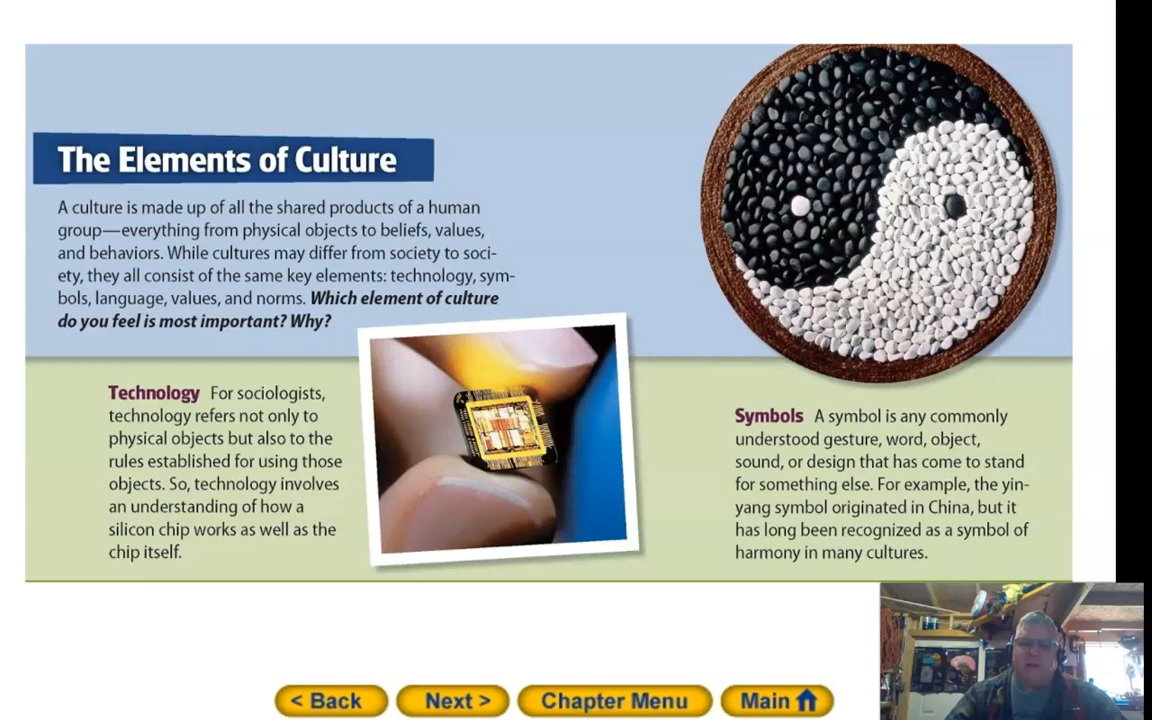 The Elements of Culture
A culture is made up of all the shared products of a human
group—everything from physical objects to beliefs, values,
and behaviors. While cultures may differ from society to soci-
ety, they all consist of the same key elements: technology, sym-
bols, language, values, and norms. Which element of culture
do you feel is most important? Why?
Technology For sociologists,
technology refers not only to
physical objects but also to the
rules established for using those
objects. So, technology involves
an understanding of how a
silicon chip works as well as the
chip itself.
Symbols A symbol is any commonly
understood gesture, word, object,
sound, or design that has come to stand
for something else. For example, the yin-
yang symbol originated in China, but it
has long been recognized as a symbol of
harmony in many cultures.
< Back
Next >
Chapter Menu
Main